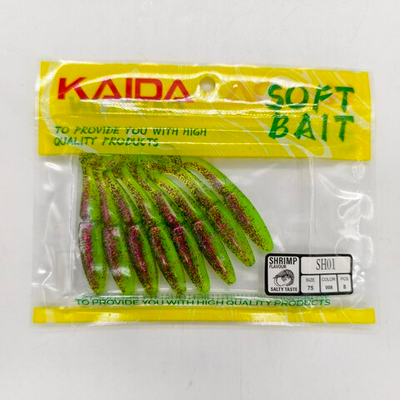 KAIDA
SOFT
BAIT
TO PROVIDE YOU WITH HIGH
QUALITY PRODUCTS
SHRIMP
FLAVOUR
SALTY TASTE
SH01
SIZE COLOR PCS
75 008 8
TO PROVIDE YOU WITH HIGH QUALITY PRODUCTS